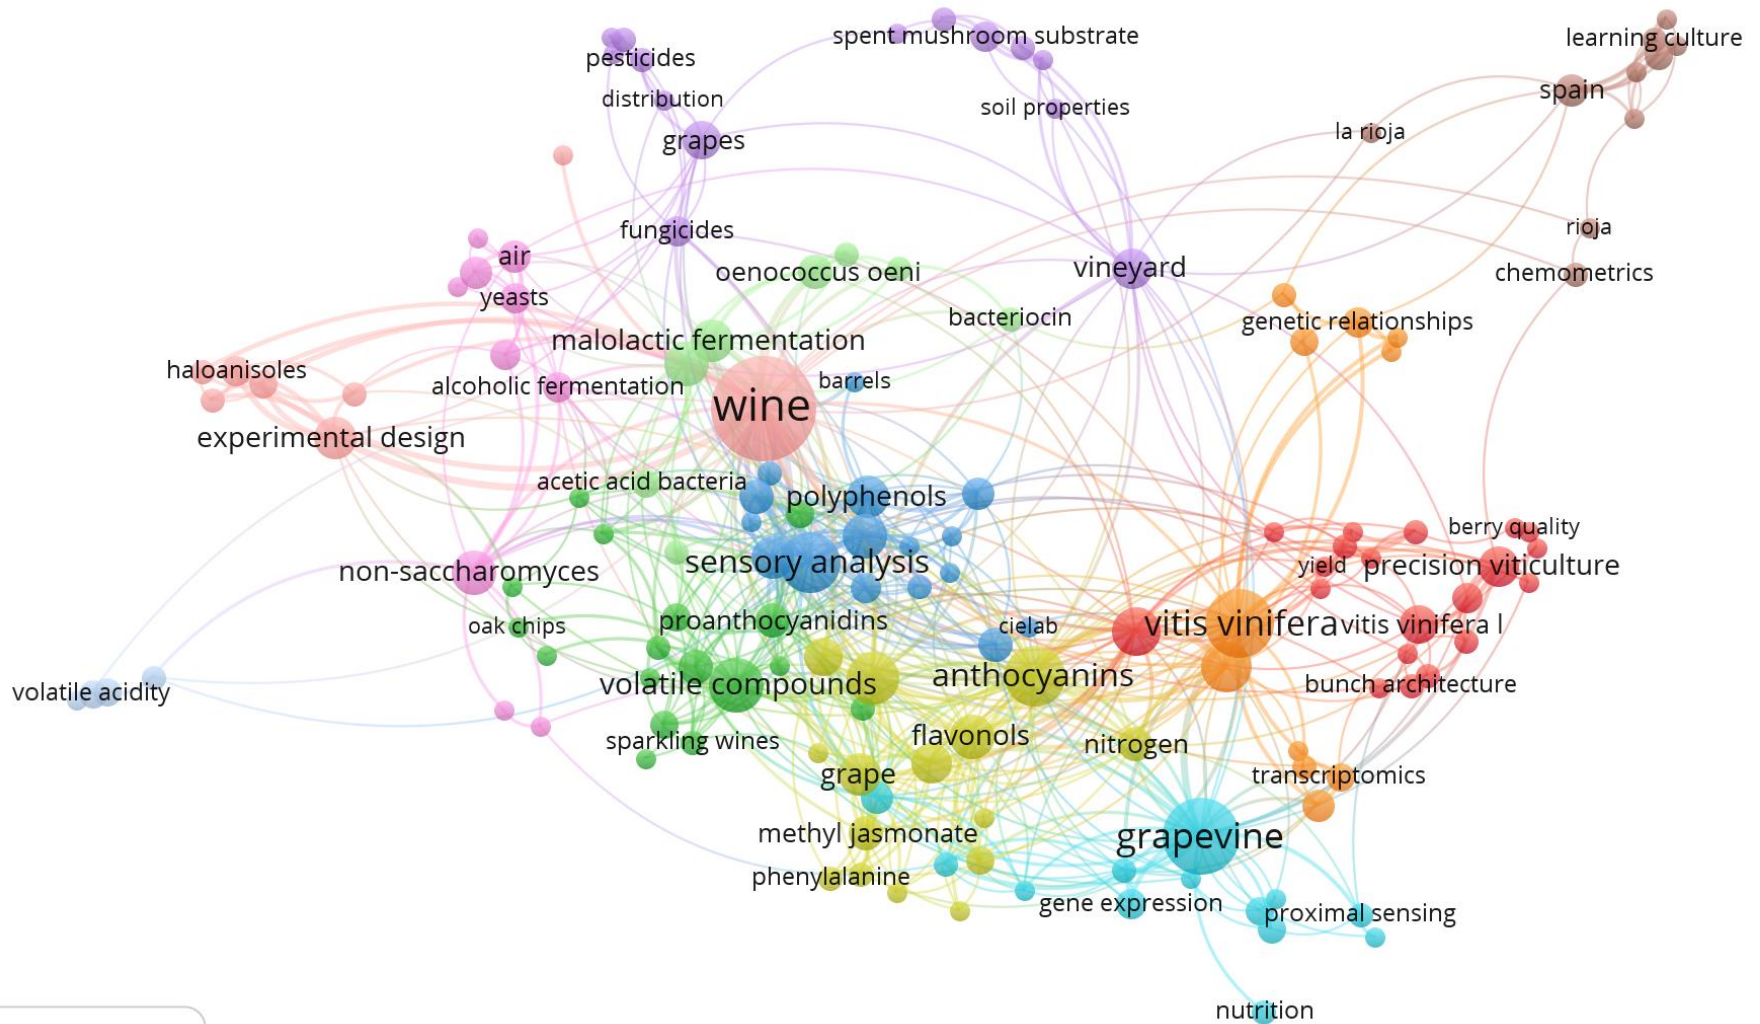 spent mushroom substrate
learning culture
pesticides
spain
distribution
soil properties
la rioja
grapes
rioja
fungicides
air
vineyard
oenococcus oeni
chemometrics
yeasts
bacteriocin
genetic relationships
malolactic fermentation
haloanisoles
barrels
alcoholic fermentation
wine
experimental design
acetic acid bacteria
polyphenols
berry quality
sensory analysis
yield
precision viticulture
non-saccharomyces
proanthocyanidins
oak chips
cielab
vitis vinifera
vitis vinifera l
anthocyanins
volatile compounds
bunch architecture
volatile acidity
flavonols
sparkling wines
nitrogen
grape
transcriptomics
methyl jasmonate
grapevine
phenylalanine
gene expression
proximal sensing
nutrition